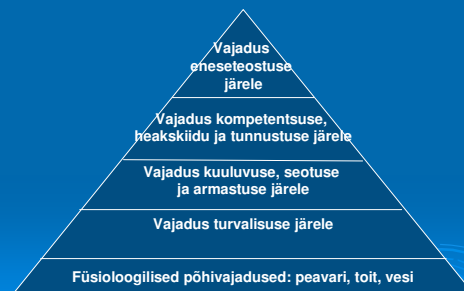 Vajadus
eneseteostuse
järele
Vajadus kompetentsuse,
heakskiidu ja tunnustuse järele
Vajadus kuuluvuse, seotuse
ja armastuse järele
Vajadus turvalisuse järele
Füsioloogilised põhivajadused: peavari, toit, vesi